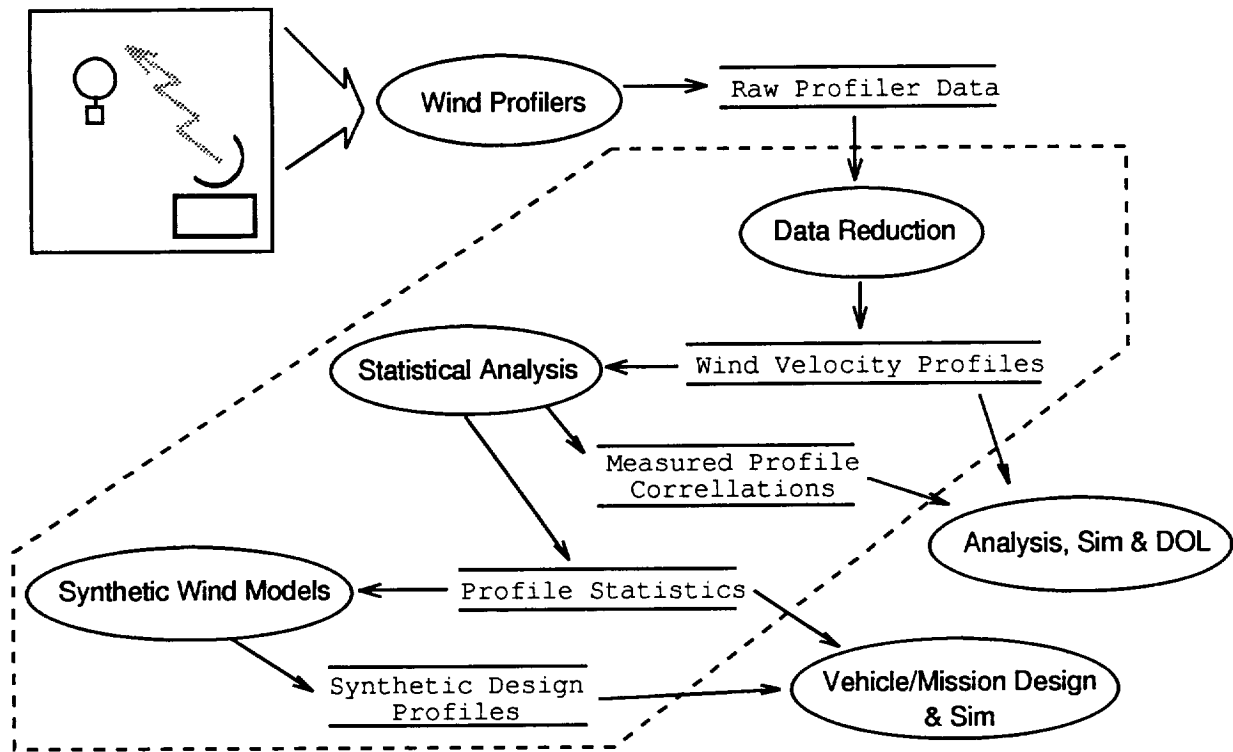 Wind Profilers
Raw Profiler Data
Data Reduction
Statistical Analysis
Wind Velocity Profiles
Measured Profile
Correllations
Analysis, Sim & DOL
Synthetic Wind Models
Profile Statistics
Synthetic Design
Profiles
Vehicle/Mission Design
& Sim